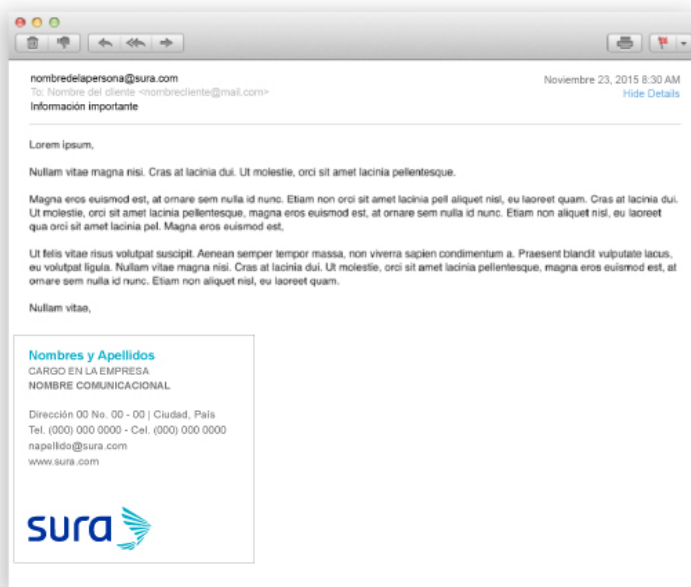 nombredelapersona@sura.com
Noviembre 23, 2015 8:30 AM
To: Nombre del cliente <nombrecliente@mail.com>
Hide Details
Información importante
Lorem ipsum,
Nullam vitae magna nisi. Cras at lacinia dui. Ut molestie, orci sit amet lacinia pellentesque.
Magna eros euismod est, at ornare sem nulla id nunc. Etiam non orci sit amet lacinia pell aliquet nisl, eu laoreet quam. Cras at lacinia dui.
Ut molestie, orci sit amet lacinia pellentesque, magna eros euismod est, at ornare sem nulla id nunc. Etiam non aliquet nisl, eu laoreet
qua orci sit amet lacinia pel. Magna eros euismod est,
Ut felis vitae risus volutpat suscipit. Aenean semper tempor massa, non viverra sapien condimentum a. Praesent blandit vulputate lacus,
eu volutpat ligula. Nullam vitae magna nisi. Cras at lacinia dui. Ut molestie, orci sit amet lacinia pellentesque, magna eros euismod est, at
ornare sem nulla id nunc. Etiam non aliquet nisl, eu laoreet quam.
Nullam vitae,
Nombres y Apellidos
CARGO EN LA EMPRESA
NOMBRE COMUNICACIONAL
Dirección 00 No. 00 - 00 | Ciudad, País
Tel. (000) 000 0000 - Cel. (000) 000 0000
napellido@sura.com
www.sura.com
sura